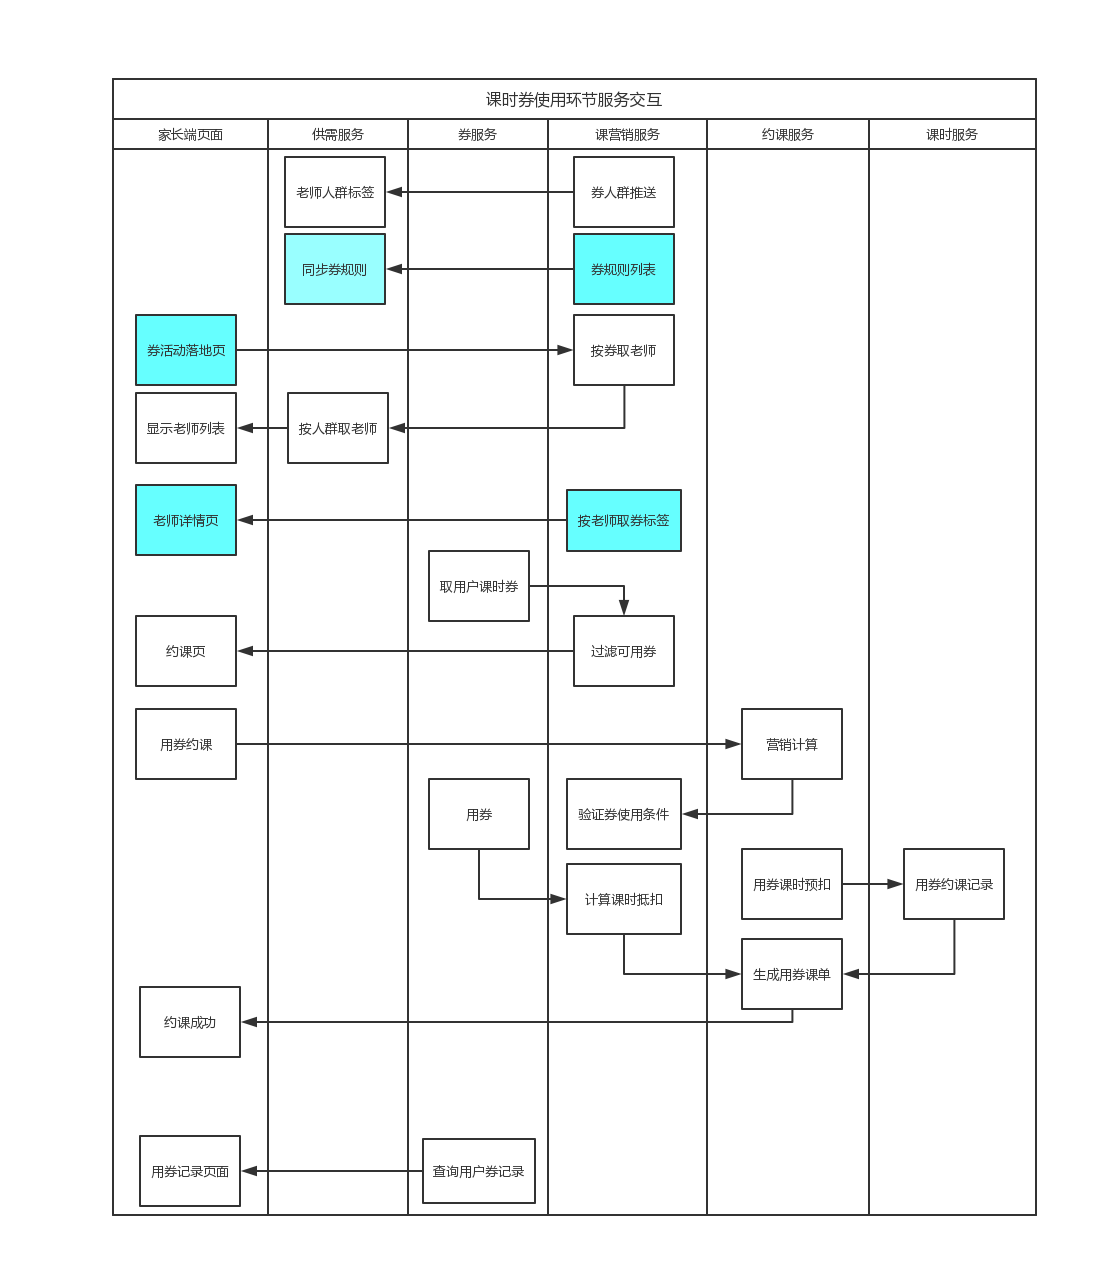 课时券使用环节服务交互
家长端页面
供需服务
券服务
课营销服务
约课服务
课时服务
老师人群标签
券人群推送
同步券规则
券规则列表
券活动落地页
按券取老师
显示老师列表
按人群取老师
老师详情页
按老师取券标签
取用户课时券
约课页
过滤可用券
用券约课
营销计算
用券
验证券使用条件
计算课时抵扣
用券课时预扣
用券约课记录
生成用券课单
约课成功
用券记录页面
查询用户券记录